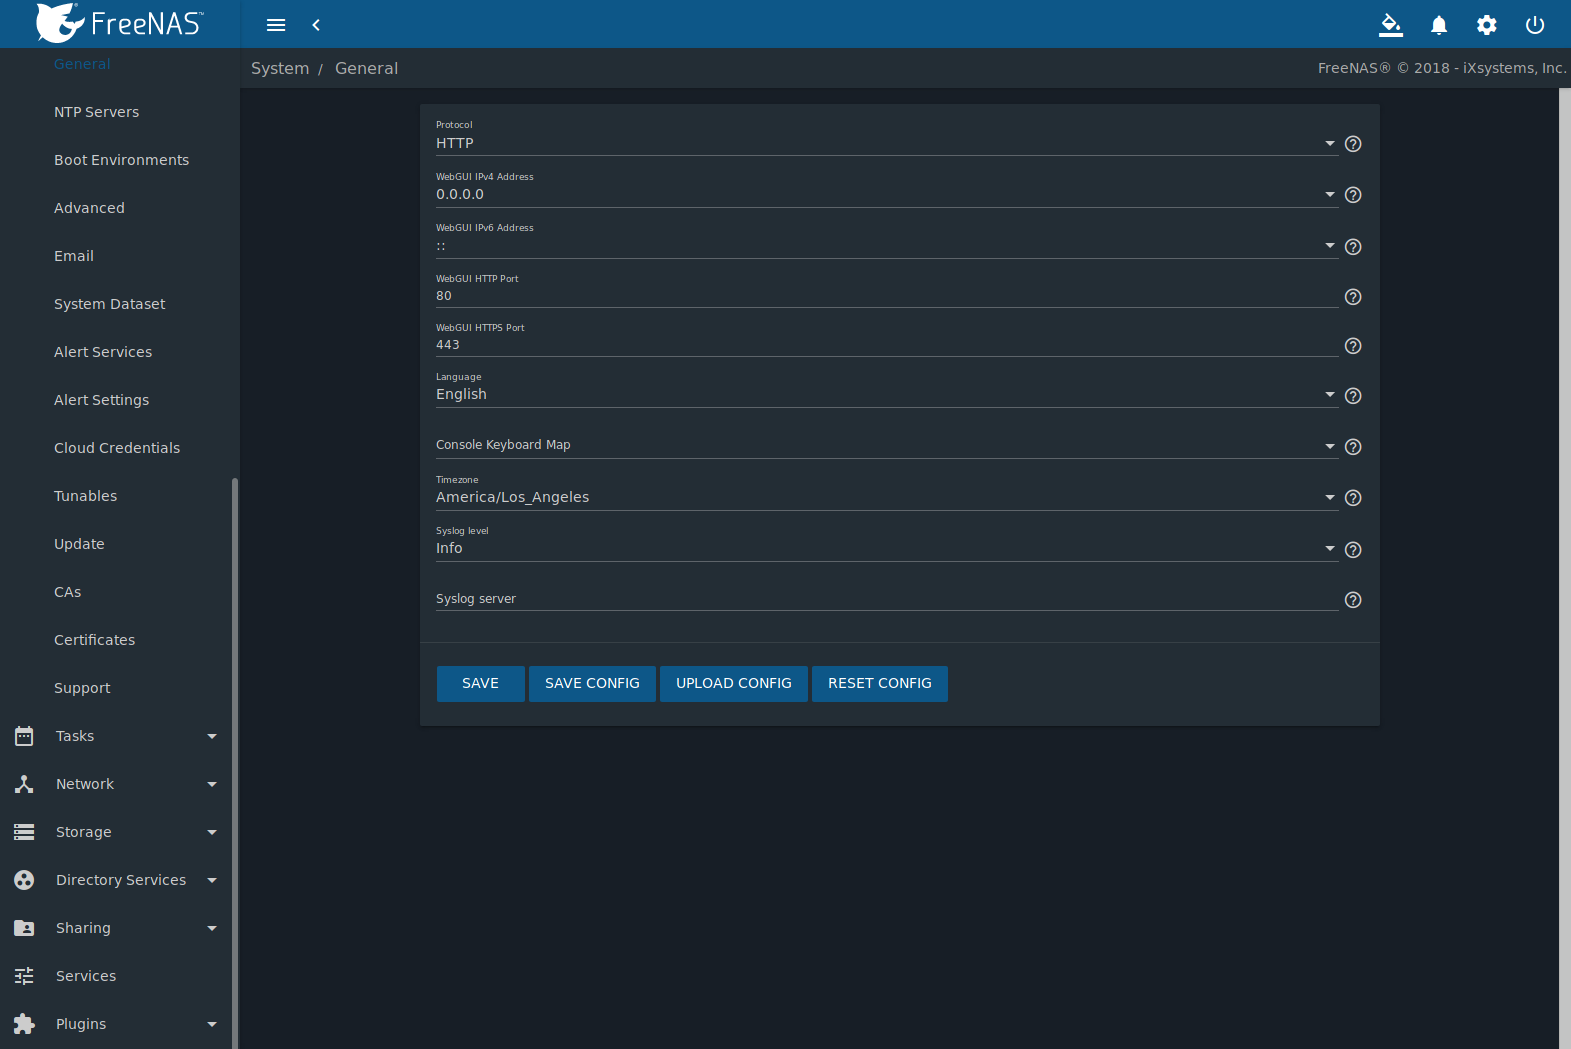 FreeNAS™
System / General
FreeNAS® © 2018 - iXsystems, Inc.
General
NTP Servers
Boot Environments
Advanced
Email
System Dataset
Alert Services
Alert Settings
Cloud Credentials
Tunables
Update
CAs
Certificates
Support
Tasks
Network
Storage
Directory Services
Sharing
Services
Plugins
Protocol
HTTP
WebGUI IPv4 Address
0.0.0.0
WebGUI IPv6 Address
::
WebGUI HTTP Port
80
WebGUI HTTPS Port
443
Language
English
Console Keyboard Map
Timezone
America/Los_Angeles
Syslog level
Info
Syslog server
SAVE SAVE CONFIG UPLOAD CONFIG RESET CONFIG